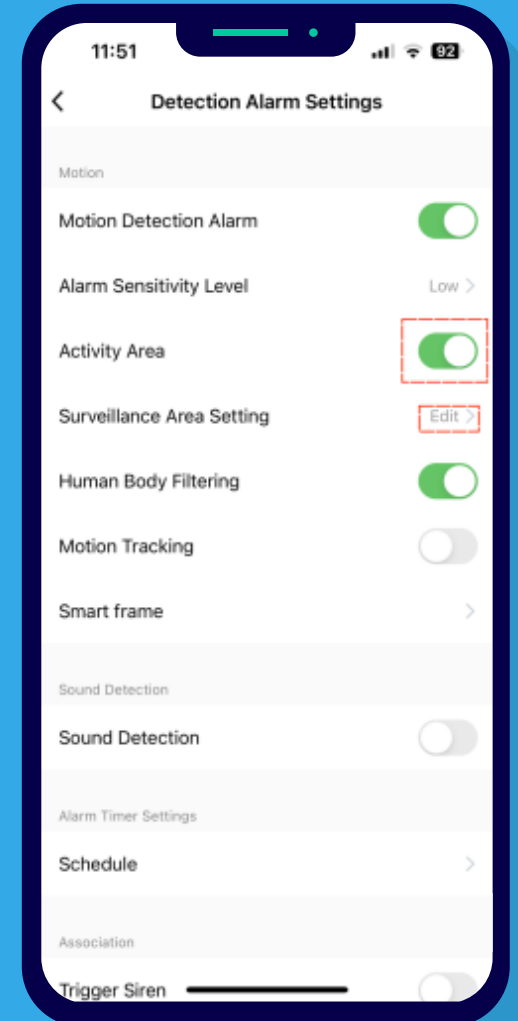 11:51
92
Detection Alarm Settings
Motion
Motion Detection Alarm
Alarm Sensitivity Level Low >
Activity Area
Surveillance Area Setting Edit >
Human Body Filtering
Motion Tracking
Smart frame >
Sound Detection
Sound Detection
Alarm Timer Settings
Schedule >
Association
Trigger Siren